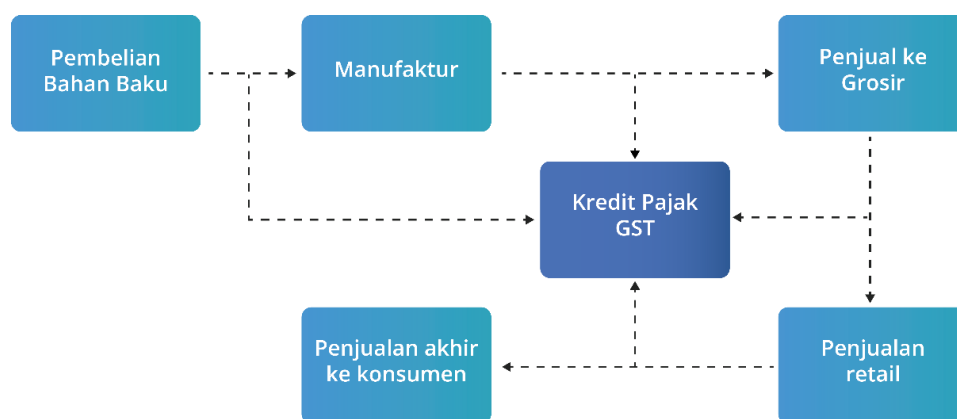 Pembelian
Bahan Baku
Manufaktur
Penjual ke
Grosir
Kredit Pajak
GST
Penjualan akhir
ke konsumen
Penjualan
retail